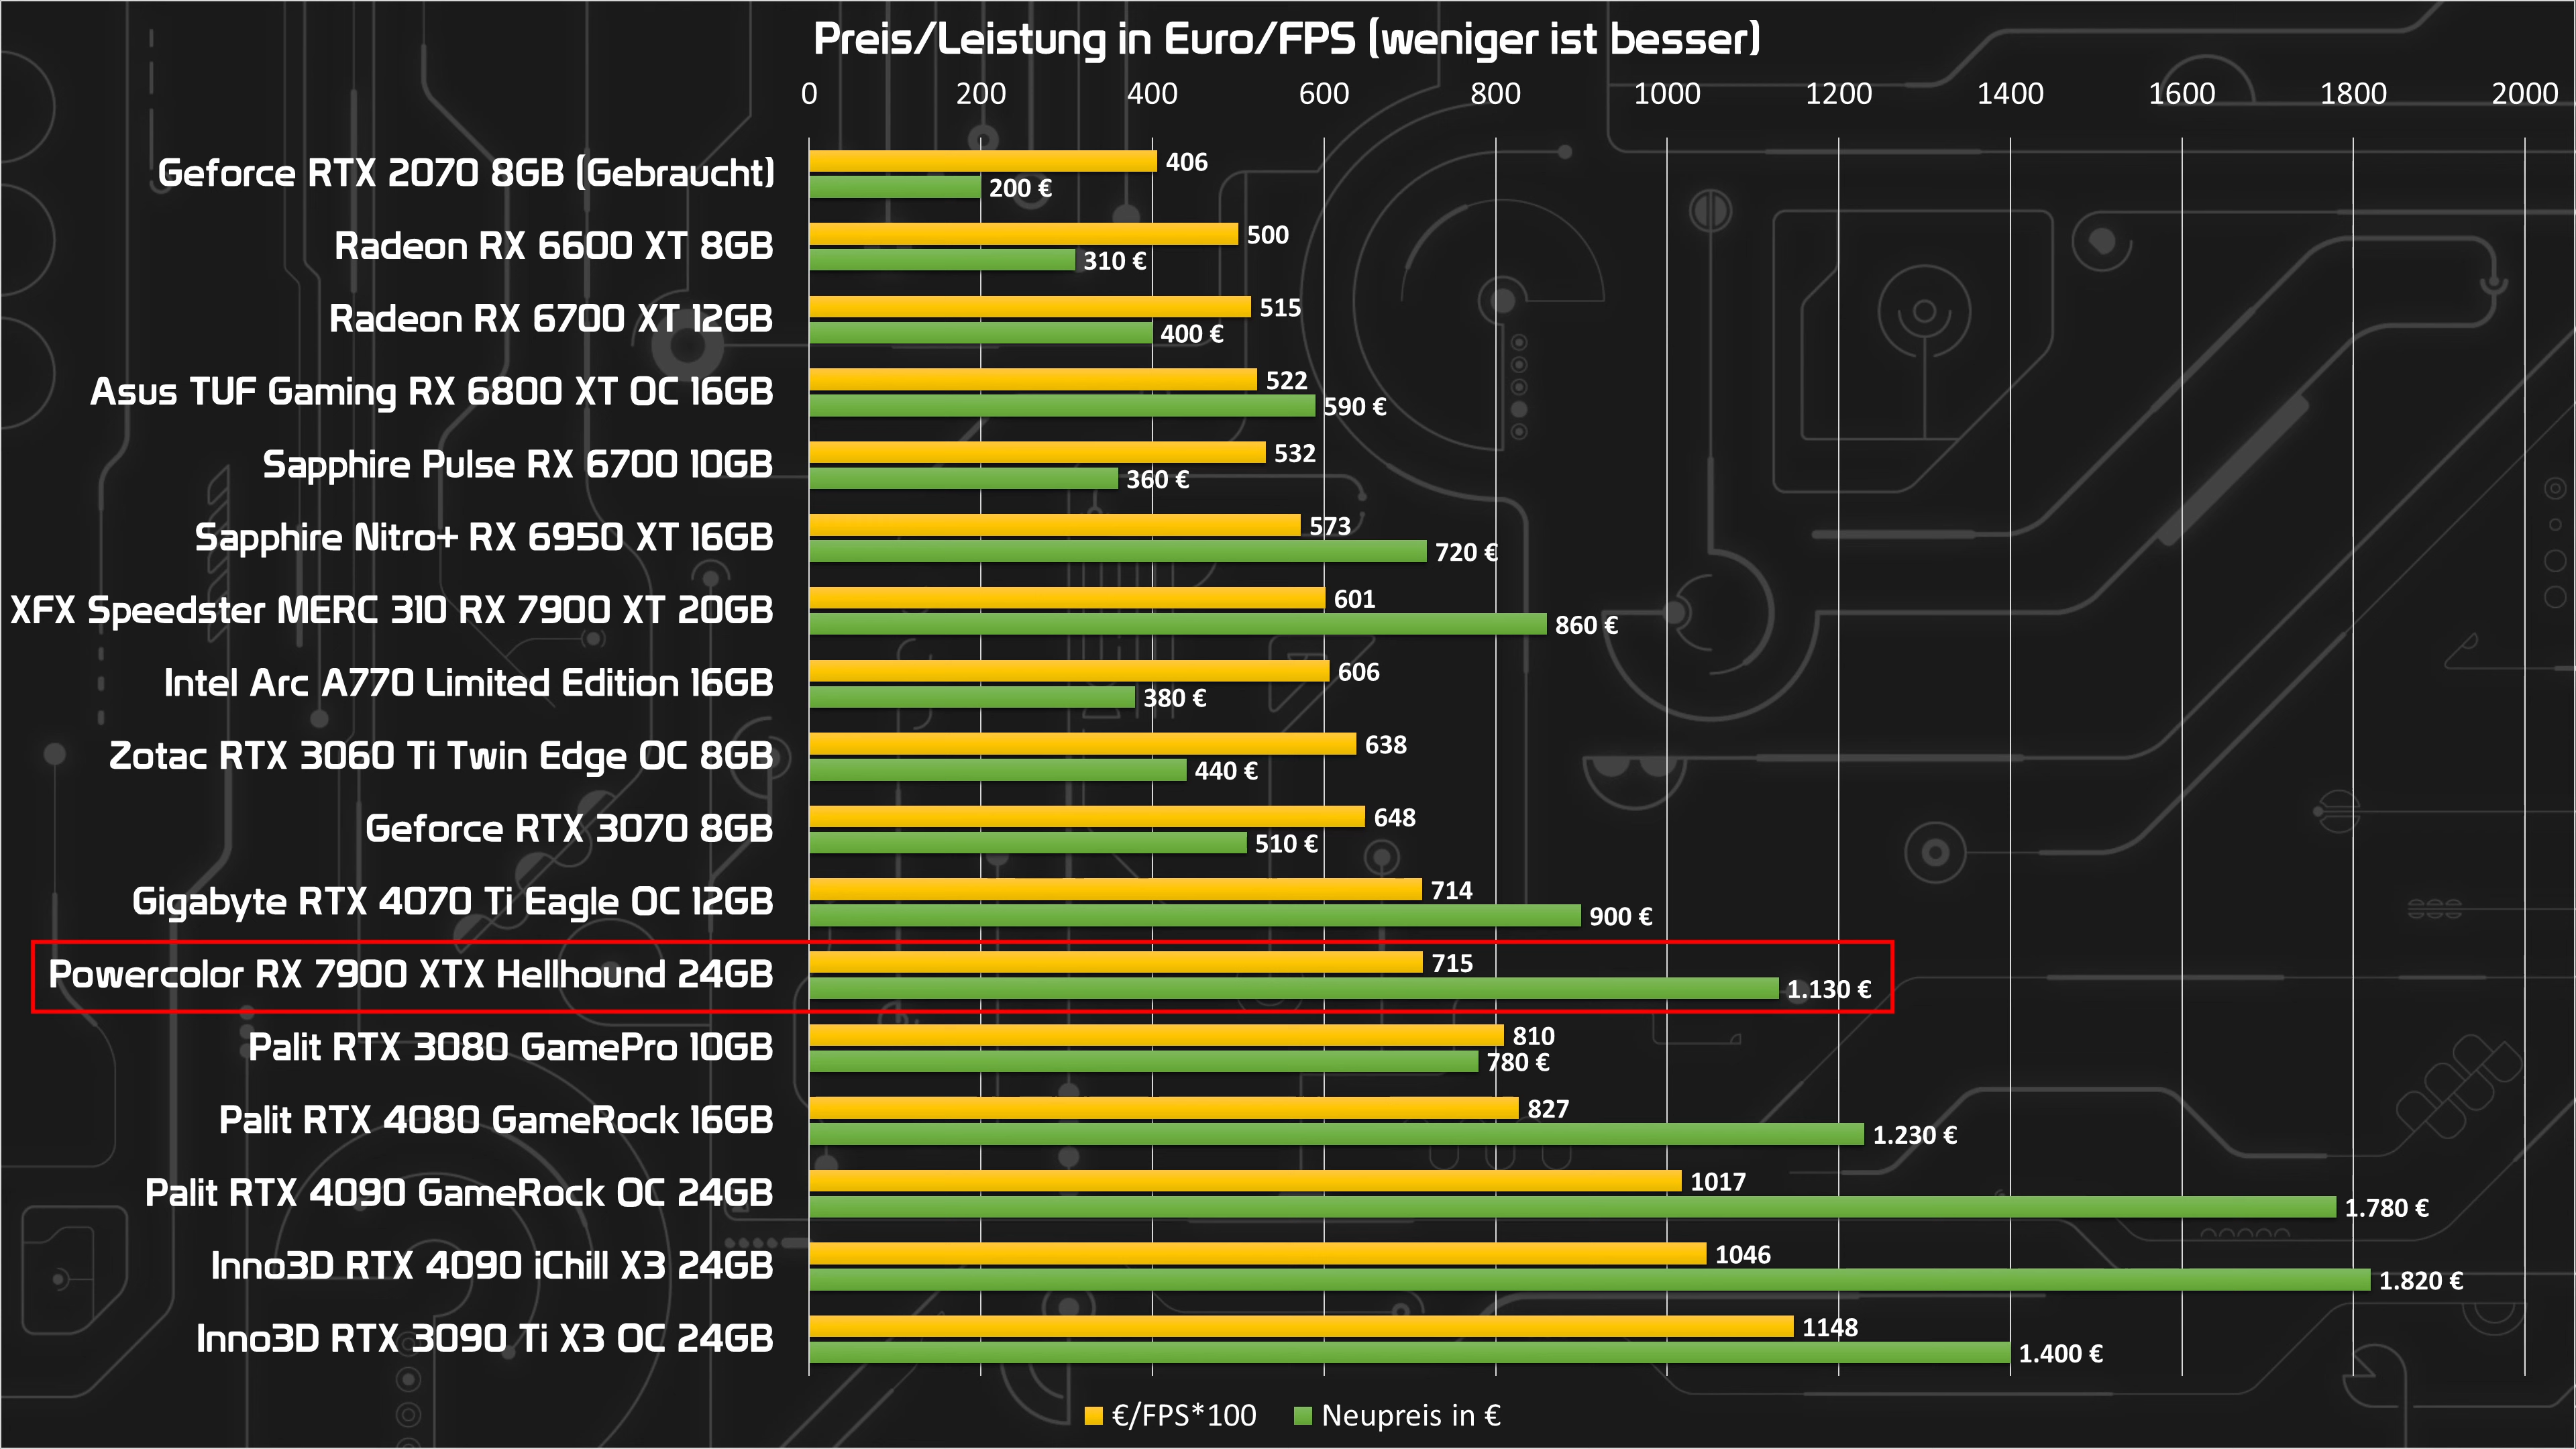 Preis/Leistung in Euro/FPS (weniger ist besser)
0 200 400 600 800 1000 1200 1400 1600 1800 2000
Geforce RTX 2070 8GB (Gebraucht) 406
200 €
Radeon RX 6600 XT 8GB 500
310 €
Radeon RX 6700 XT 12GB 515
400 €
Asus TUF Gaming RX 6800 XT OC 16GB 522
590 €
Sapphire Pulse RX 6700 10GB 532
360 €
Sapphire Nitro+ RX 6950 XT 16GB 573
720 €
XFX Speedster MERC 310 RX 7900 XT 20GB 601
860 €
Intel Arc A770 Limited Edition 16GB 606
380 €
Zotac RTX 3060 Ti Twin Edge OC 8GB 638
440 €
Geforce RTX 3070 8GB 648
510 €
Gigabyte RTX 4070 Ti Eagle OC 12GB 714
900 €
Powercolor RX 7900 XTX Hellhound 24GB 715
1.130 €
Palit RTX 3080 GamePro 10GB 810
780 €
Palit RTX 4080 GameRock 16GB 827
1.230 €
Palit RTX 4090 GameRock OC 24GB 1017
1.780 €
Inno3D RTX 4090 iChill X3 24GB 1046
1.820 €
Inno3D RTX 3090 Ti X3 OC 24GB 1148
1.400 €
€/FPS*100 Neupreis in €